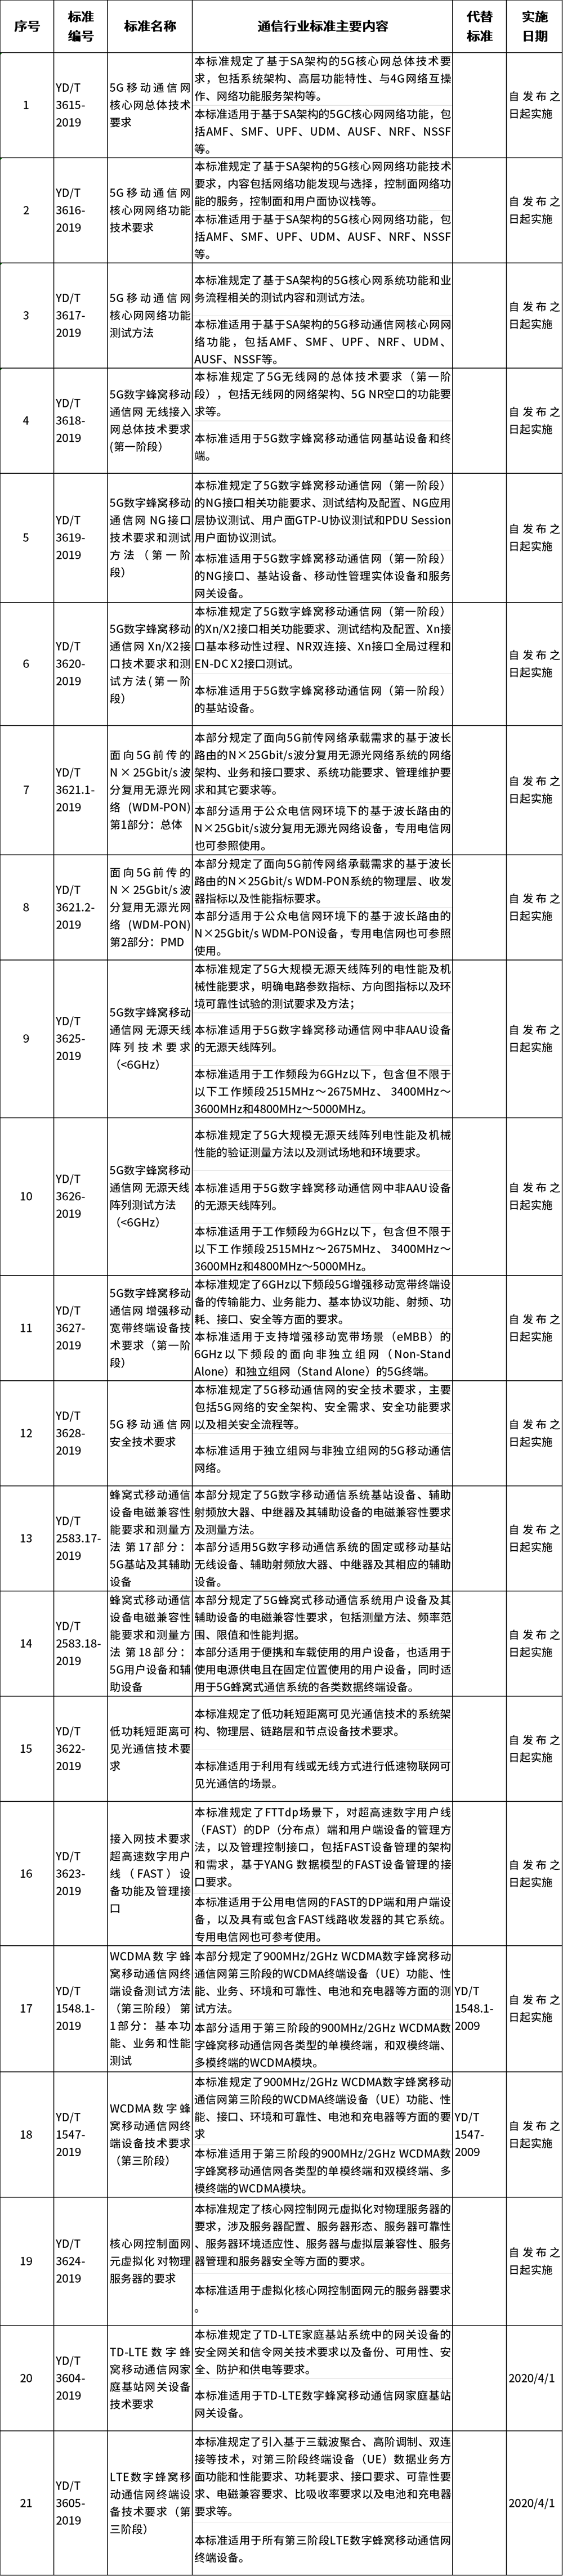 序号
标准
编号
标准名称
通信行业标准主要内容
代替
标准
实施
日期
1
YD/T
3615-
2019
5G移动通信网
核心网总体技术
要求
本标准规定了基于SA架构的5G核心网总体技术要
求，包括系统架构、高层功能特性、与4G网络互操
作、网络功能服务架构等。
本标准适用于基于SA架构的5GC核心网网络功能，包
括AMF、SMF、UPF、UDM、AUSF、NRF、NSSF
等。
自发布之
日起实施
2
YD/T
3616-
2019
5G移动通信网
核心网网络功能
技术要求
本标准规定了基于SA架构的5G核心网网络功能技术
要求，内容包括网络功能发现与选择，控制面网络功
能的服务，控制面和用户面协议栈等。
本标准适用于基于SA架构的5G核心网网络功能，包
括AMF、SMF、UPF、UDM、AUSF、NRF、NSSF
等。
自发布之
日起实施
3
YD/T
3617-
2019
5G移动通信网
核心网网络功能
测试方法
本标准规定了基于SA架构的5G核心网系统功能和业
务流程相关的测试内容和测试方法。
本标准适用于基于SA架构的5G移动通信网核心网网
络功能，包括AMF、SMF、UPF、NRF、UDM、
AUSF、NSSF等。
自发布之
日起实施
4
YD/T
3618-
2019
5G数字蜂窝移动
通信网 无线接入
网总体技术要求
(第一阶段）
本标准规定了5G无线网的总体技术要求（第一阶
段），包括无线网的网络架构、5G NR空口的功能要
求等。
本标准适用于5G数字蜂窝移动通信网基站设备和终
端。
自发布之
日起实施
5
YD/T
3619-
2019
5G数字蜂窝移动
通信网 NG接口
技术要求和测试
方法（第一阶
段）
本标准规定了5G数字蜂窝移动通信网（第一阶段）
的NG接口相关功能要求、测试结构及配置、NG应用
层协议测试、用户面GTP-U协议测试和PDU Session
用户面协议测试。
本标准适用于5G数字蜂窝移动通信网（第一阶段）
的NG接口、基站设备、移动性管理实体设备和服务
网关设备。
自发布之
日起实施
6
YD/T
3620-
2019
5G数字蜂窝移动
通信网 Xn/X2接
口技术要求和测
试方法(第一阶
段）
本标准规定了5G数字蜂窝移动通信网（第一阶段）
的Xn/X2接口相关功能要求、测试结构及配置、Xn接
口基本移动性过程、NR双连接、Xn接口全局过程和
EN-DC X2接口测试。
本标准适用于5G数字蜂窝移动通信网（第一阶段）
的基站设备。
自发布之
日起实施
7
YD/T
3621.1-
2019
面向5G前传的
N×25Gbit/s波
分复用无源光网
络 (WDM-PON)
第1部分：总体
本部分规定了面向5G前传网络承载需求的基于波长
路由的N×25Gbit/s波分复用无源光网络系统的网络
架构、业务和接口要求、系统功能要求、管理维护要
求和其它要求等。
本部分适用于公众电信网环境下的基于波长路由的
N×25Gbit/s波分复用无源光网络设备，专用电信网
也可参照使用。
自发布之
日起实施
8
YD/T
3621.2-
2019
面向5G前传的
N×25Gbit/s波
分复用无源光网
络 (WDM-PON)
第2部分：PMD
本部分规定了面向5G前传网络承载需求的基于波长
路由的N×25Gbit/s WDM-PON系统的物理层、收发
器指标以及性能指标要求。
本部分适用于公众电信网环境下的基于波长路由的
N×25Gbit/s WDM-PON设备，专用电信网也可参照
使用。
自发布之
日起实施
9
YD/T
3625-
2019
5G数字蜂窝移动
通信网 无源天线
阵列技术要求
（<6GHz）
本标准规定了5G大规模无源天线阵列的电性能及机
械性能要求，明确电路参数指标、方向图指标以及环
境可靠性试验的测试要求及方法；
本标准适用于5G数字蜂窝移动通信网中非AAU设备
的无源天线阵列。
本标准适用于工作频段为6GHz以下，包含但不限于
以下工作频段2515MHz～2675MHz、 3400MHz～
3600MHz和4800MHz～5000MHz。
自发布之
日起实施
10
YD/T
3626-
2019
5G数字蜂窝移动
通信网 无源天线
阵列测试方法
（<6GHz）
本标准规定了5G大规模无源天线阵列电性能及机械
性能的验证测量方法以及测试场地和环境要求。
本标准适用于5G数字蜂窝移动通信网中非AAU设备
的无源天线阵列。
本标准适用于工作频段为6GHz以下，包含但不限于
以下工作频段2515MHz～2675MHz、 3400MHz～
3600MHz和4800MHz～5000MHz。
自发布之
日起实施
11
YD/T
3627-
2019
5G数字蜂窝移动
通信网 增强移动
宽带终端设备技
术要求（第一阶
段）
本标准规定了6GHz以下频段5G增强移动宽带终端设
备的传输能力、业务能力、基本协议功能、射频、功
耗、接口、安全等方面的要求。
本标准适用于支持增强移动宽带场景（eMBB）的
6GHz以下频段的面向非独立组网（Non-Stand
Alone）和独立组网（Stand Alone）的5G终端。
自发布之
日起实施
12
YD/T
3628-
2019
5G移动通信网
安全技术要求
本标准规定了5G移动通信网的安全技术要求，主要
包括5G网络的安全架构、安全需求、安全功能要求
以及相关安全流程等。
本标准适用于独立组网与非独立组网的5G移动通信
网络。
自发布之
日起实施
13
YD/T
2583.17-
2019
蜂窝式移动通信
设备电磁兼容性
能要求和测量方
法 第17部分：
5G基站及其辅助
设备
本部分规定了5G数字移动通信系统基站设备、辅助
射频放大器、中继器及其辅助设备的电磁兼容性要求
及测量方法。
本部分适用5G数字移动通信系统的固定或移动基站
无线设备、辅助射频放大器、中继器及其相应的辅助
设备。
自发布之
日起实施
14
YD/T
2583.18-
2019
蜂窝式移动通信
设备电磁兼容性
能要求和测量方
法 第18部分：
5G用户设备和辅
助设备
本部分规定了5G蜂窝式移动通信系统用户设备及其
辅助设备的电磁兼容性要求，包括测量方法、频率范
围、限值和性能判据。
本部分适用于便携和车载使用的用户设备，也适用于
使用电源供电且在固定位置使用的用户设备，同时适
用于5G蜂窝式通信系统的各类数据终端设备。
自发布之
日起实施
15
YD/T
3622-
2019
低功耗短距离可
见光通信技术要
求
本标准规定了低功耗短距离可见光通信技术的系统架
构、物理层、链路层和节点设备技术要求。
本标准适用于利用有线或无线方式进行低速物联网可
见光通信的场景。
自发布之
日起实施
16
YD/T
3623-
2019
接入网技术要求
超高速数字用户
线（FAST）设
备功能及管理接
口
本标准规定了FTTdp场景下，对超高速数字用户线
（FAST）的DP（分布点）端和用户端设备的管理方
法，以及管理控制接口，包括FAST设备管理的架构
和需求，基于YANG 数据模型的FAST设备管理的接
口要求。
本标准适用于公用电信网的FAST的DP端和用户端设
备，以及具有或包含FAST线路收发器的其它系统。
专用电信网也可参考使用。
自发布之
日起实施
17
YD/T
1548.1-
2019
WCDMA数字蜂
窝移动通信网终
端设备测试方法
（第三阶段）第
1部分：基本功
能、业务和性能
测试
本部分规定了900MHz/2GHz WCDMA数字蜂窝移动
通信网第三阶段的WCDMA终端设备（UE）功能、性
能、业务、环境和可靠性、电池和充电器等方面的测
试方法。
本部分适用于第三阶段的900MHz/2GHz WCDMA数
字蜂窝移动通信网各类型的单模终端，和双模终端、
多模终端的WCDMA模块。
YD/T
1548.1-
2009
自发布之
日起实施
18
YD/T
1547-
2019
WCDMA数字蜂
窝移动通信网终
端设备技术要求
（第三阶段）
本标准规定了900MHz/2GHz WCDMA数字蜂窝移动
通信网第三阶段的WCDMA终端设备（UE）功能、性
能、接口、环境和可靠性、电池和充电器等方面的要
求
本标准适用于第三阶段的900MHz/2GHz WCDMA数
字蜂窝移动通信网各类型的单模终端和双模终端、多
模终端的WCDMA模块。
YD/T
1547-
2009
自发布之
日起实施
19
YD/T
3624-
2019
核心网控制面网
元虚拟化 对物理
服务器的要求
本标准规定了核心网控制网元虚拟化对物理服务器的
要求，涉及服务器配置、服务器形态、服务器可靠性
、服务器环境适应性、服务器与虚拟层兼容性、服务
器管理和服务器安全等方面的要求。
本标准适用于虚拟化核心网控制面网元的服务器要求
。
自发布之
日起实施
20
YD/T
3604-
2019
TD-LTE数字蜂
窝移动通信网家
庭基站网关设备
技术要求
本标准规定了TD-LTE家庭基站系统中的网关设备的
安全网关和信令网关技术要求以及备份、可用性、安
全、防护和供电等要求。
本标准适用于TD-LTE数字蜂窝移动通信网家庭基站
网关设备。
2020/4/1
21
YD/T
3605-
2019
LTE数字蜂窝移
动通信网终端设
备技术要求（第
三阶段）
本标准规定了引入基于三载波聚合、高阶调制、双连
接等技术，对第三阶段终端设备（UE）数据业务方
面功能和性能要求、功耗要求、接口要求、可靠性要
求、电磁兼容要求、比吸收率要求以及电池和充电器
要求等。
本标准适用于所有第三阶段LTE数字蜂窝移动通信网
终端设备。
2020/4/1